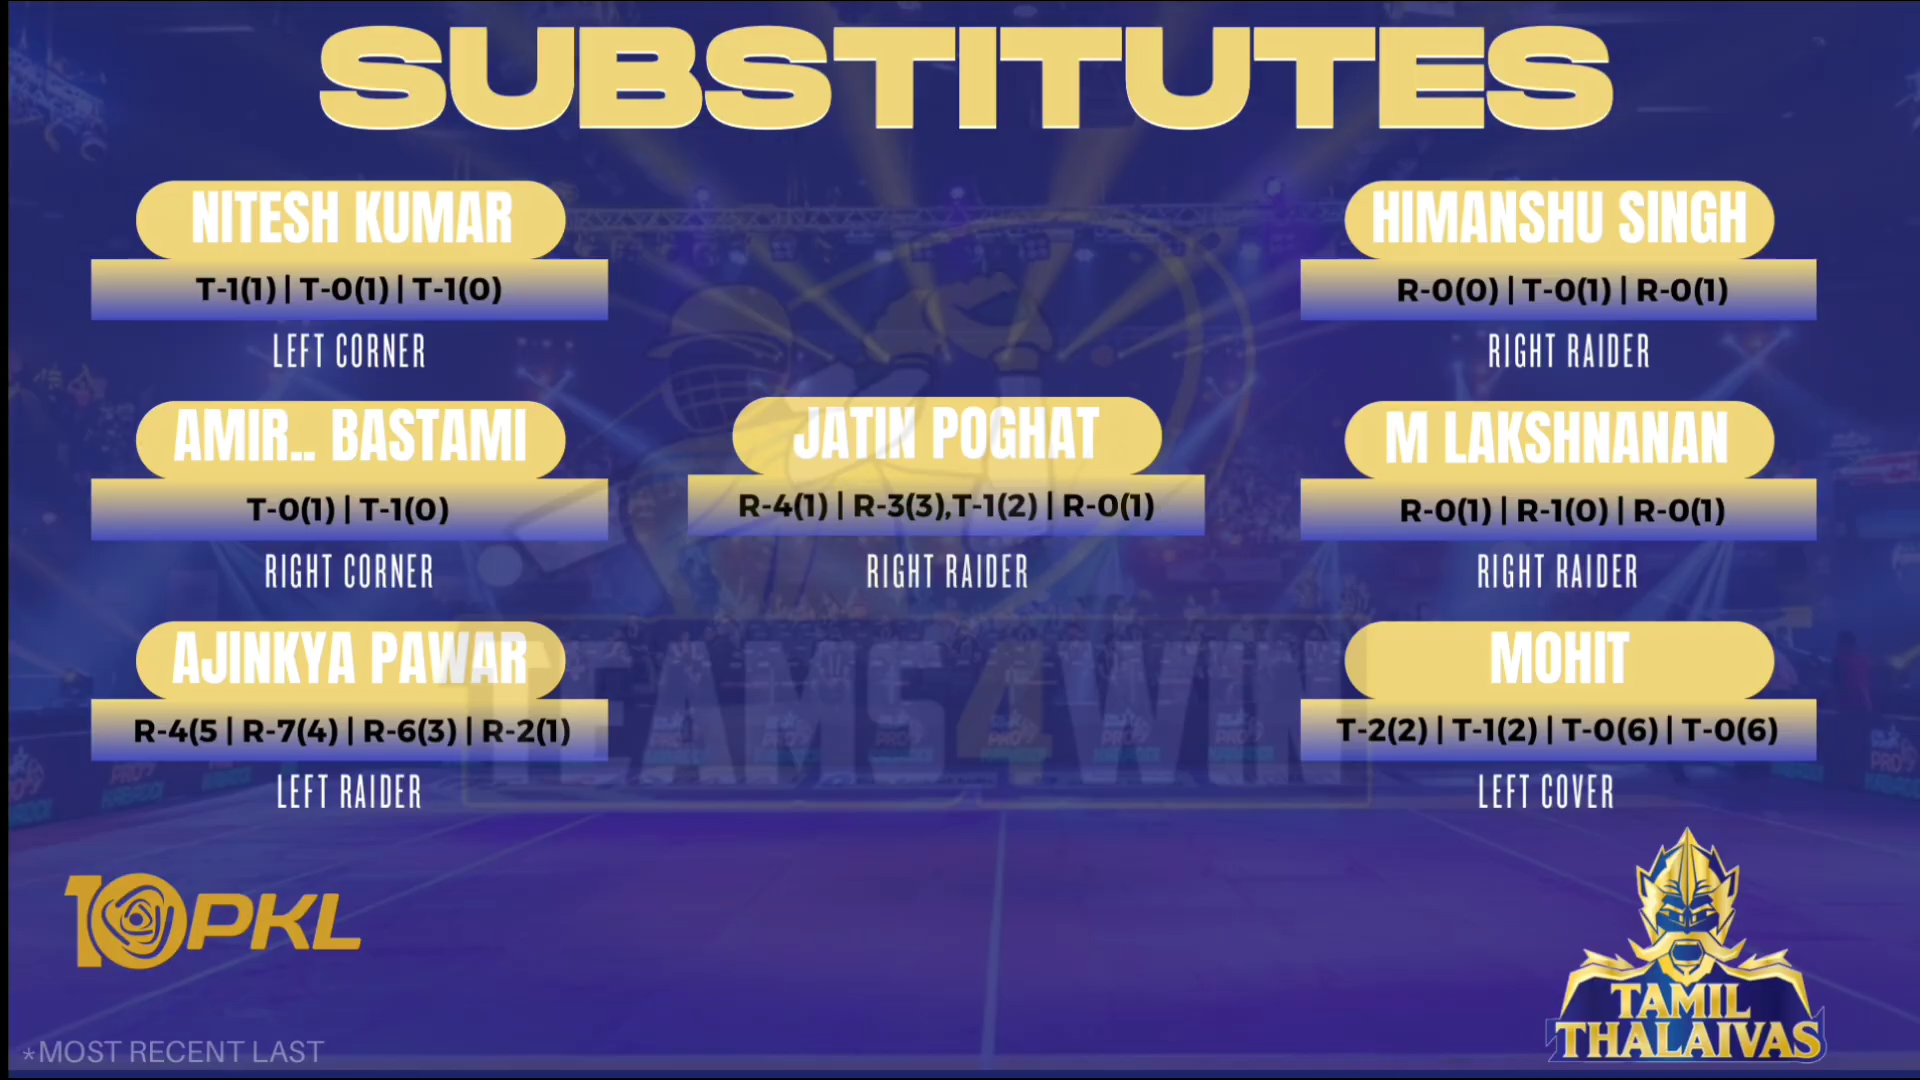 SUBSTITUTES
NITESH KUMAR
T-1(1) | T-0(1) | T-1(0)
LEFT CORNER
HIMANSHU SINGH
R-0(0) | T-0(1) | R-0(1)
RIGHT RAIDER
AMIR.. BASTAMI
T-0(1) | T-1(0)
RIGHT CORNER
JATIN POGHAT
R-4(1) | R-3(3),T-1(2) | R-0(1)
RIGHT RAIDER
M LAKSHNANAN
R-0(1) | R-1(0) | R-0(1)
RIGHT RAIDER
AJINKYA PAWAR
R-4(5 | R-7(4) | R-6(3) | R-2(1)
LEFT RAIDER
MOHIT
T-2(2) | T-1(2) | T-0(6) | T-0(6)
LEFT COVER
TEAMS4WIN
10 PKL
TAMIL
THALAIVAS
*MOST RECENT LAST